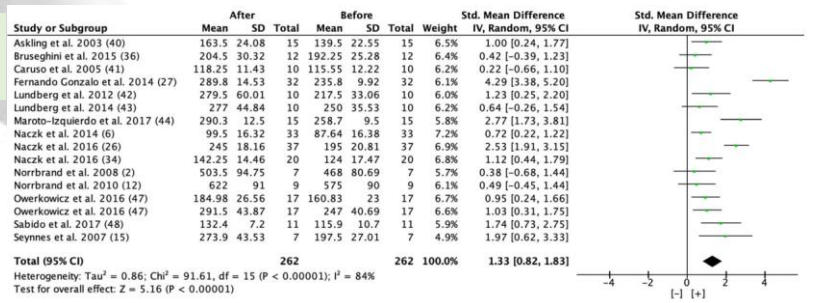 After Before Std. Mean Difference Std. Mean Difference
Study or Subgroup Mean SD Total Mean SD Total Weight IV, Random, 95% CI IV, Random, 95% CI
Askling et al. 2003 (40) 163.5 24.08 15 139.5 22.55 15 6.5% 1.00 [0.24, 1.77]
Bruseghini et al. 2015 (36) 204.5 30.32 12 192.25 25.28 12 6.4% 0.42 [-0.39, 1.23]
Caruso et al. 2005 (41) 118.25 11.43 10 115.55 12.22 10 6.2% 0.22 [-0.66, 1.10]
Fernando Gonzalo et al. 2014 (27) 289.8 14.53 32 235.8 9.92 32 6.2% 4.29 [3.38, 5.20]
Lundberg et al. 2012 (42) 279.5 60.01 10 217.5 33.06 10 6.0% 1.23 [0.25, 2.20]
Lundberg et al. 2014 (43) 277 44.84 10 250 35.53 10 6.2% 0.64 [-0.26, 1.54]
Maroto-Izquierdo et al. 2017 (44) 290.3 12.5 15 258.7 9.5 15 5.9% 2.77 [1.73, 3.81]
Naczk et al. 2014 (6) 99.5 16.32 33 87.64 16.38 33 7.0% 0.72 [0.22, 1.22]
Naczk et al. 2016 (26) 245 18.16 37 195 20.81 37 6.8% 2.53 [1.91, 3.15]
Naczk et al. 2016 (34) 142.25 14.46 20 124 17.47 20 6.7% 1.12 [0.44, 1.79]
Norrbrand et al. 2008 (2) 503.5 94.75 7 468 80.69 7 5.8% 0.38 [-0.68, 1.44]
Norrbrand et al. 2010 (12) 622 91 9 575 90 9 6.1% 0.49 [-0.45, 1.44]
Owerkowicz et al. 2016 (47) 184.98 26.56 17 160.83 23 17 6.6% 0.95 [0.24, 1.66]
Owerkowicz et al. 2016 (47) 291.5 43.87 17 247 40.69 17 6.6% 1.03 [0.31, 1.75]
Sabido et al. 2017 (48) 132.4 7.2 11 115.9 10.7 11 6.0% 1.74 [0.73, 2.75]
Seynnes et al. 2007 (15) 273.9 43.53 7 197.5 27.01 7 5.2% 1.97 [0.62, 3.33]
Total (95% CI) 262 262 100.0% 1.33 [0.82, 1.83]
Heterogeneity: Tau² = 0.86; Chi² = 91.61, df = 15 (P < 0.00001); I² = 84%
Test for overall effect: Z = 5.16 (P < 0.00001)
-4 -2 0 2 4
[-] [+]